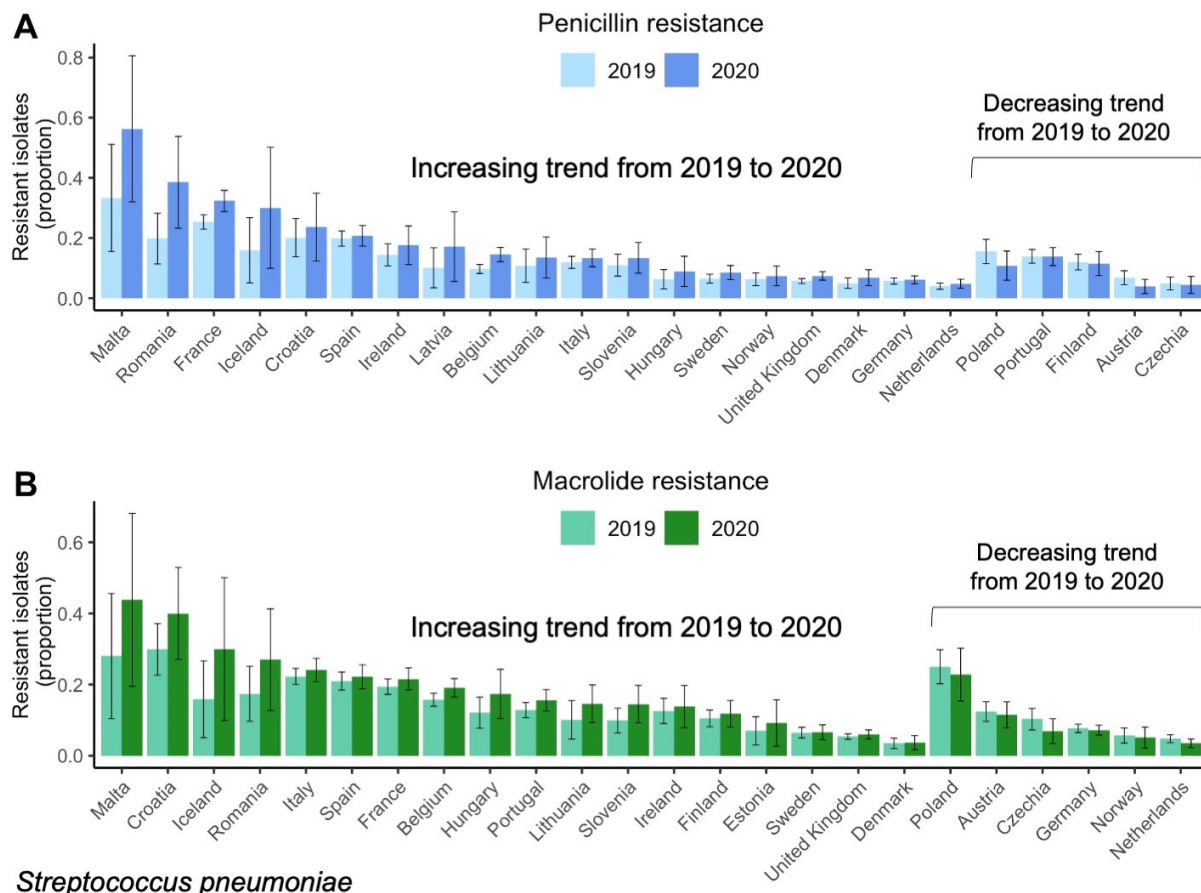 A
Penicillin resistance
2019 2020
Resistant isolates
(proportion)
0.8
0.6
0.4
0.2
0.0
Increasing trend from 2019 to 2020
Decreasing trend
from 2019 to 2020
Malta
Romania
France
Iceland
Croatia
Spain
Ireland
Latvia
Belgium
Lithuania
Italy
Slovenia
Hungary
Sweden
Norway
United Kingdom
Denmark
Germany
Netherlands
Poland
Portugal
Finland
Austria
Czechia
B
Macrolide resistance
2019 2020
Resistant isolates
(proportion)
0.6
0.4
0.2
0.0
Increasing trend from 2019 to 2020
Decreasing trend
from 2019 to 2020
Malta
Croatia
Iceland
Romania
Italy
Spain
France
Belgium
Hungary
Portugal
Lithuania
Slovenia
Ireland
Finland
Estonia
Sweden
United Kingdom
Denmark
Poland
Austria
Czechia
Germany
Norway
Netherlands
Streptococcus pneumoniae